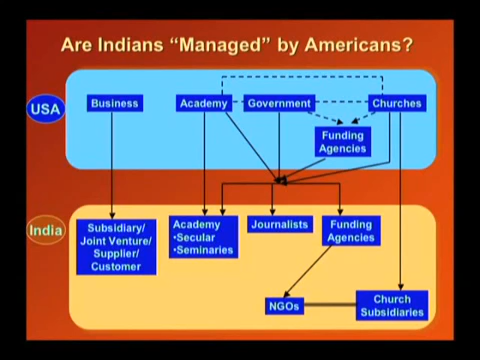 Are Indians “Managed” by Americans?
USA
Business
Academy
Government
Churches
Funding
Agencies
India
Subsidiary/
Joint Venture/
Supplier/
Customer
Academy
•Secular
•Seminaries
Journalists
Funding
Agencies
NGOs
Church
Subsidiaries